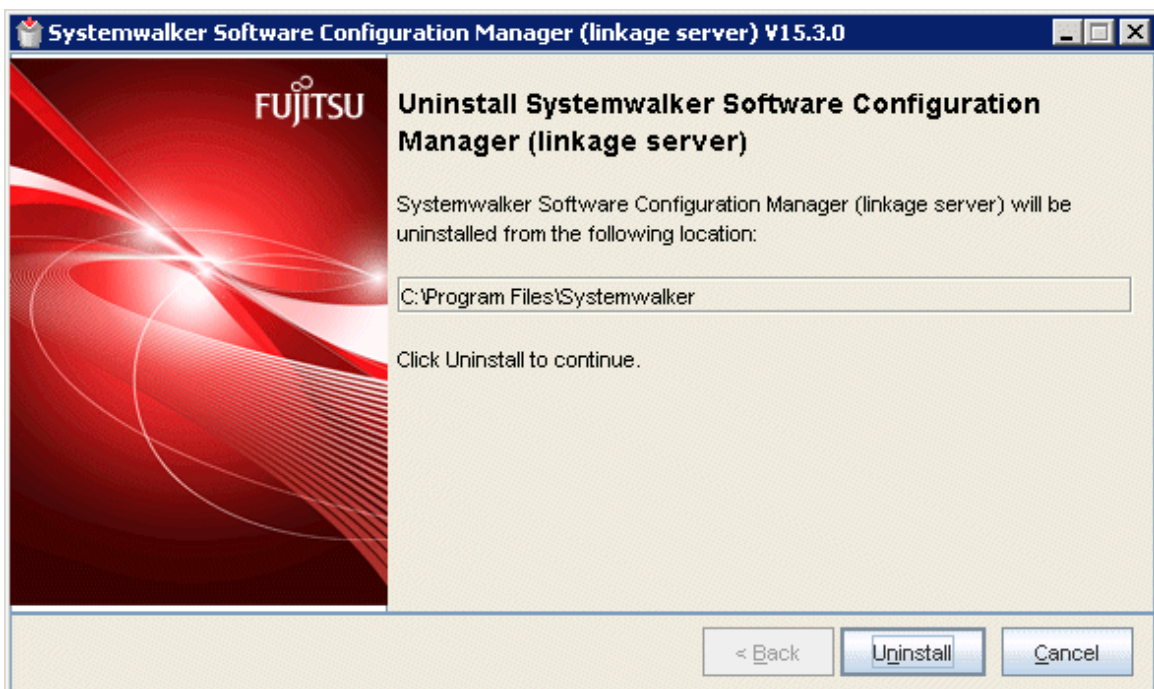 Systemwalker Software Configuration Manager (linkage server) V15.3.0
FUJITSU
Uninstall Systemwalker Software Configuration
Manager (linkage server)
Systemwalker Software Configuration Manager (linkage server) will be
uninstalled from the following location:
C:\Program Files\Systemwalker
Click Uninstall to continue.
< Back
Uninstall
Cancel